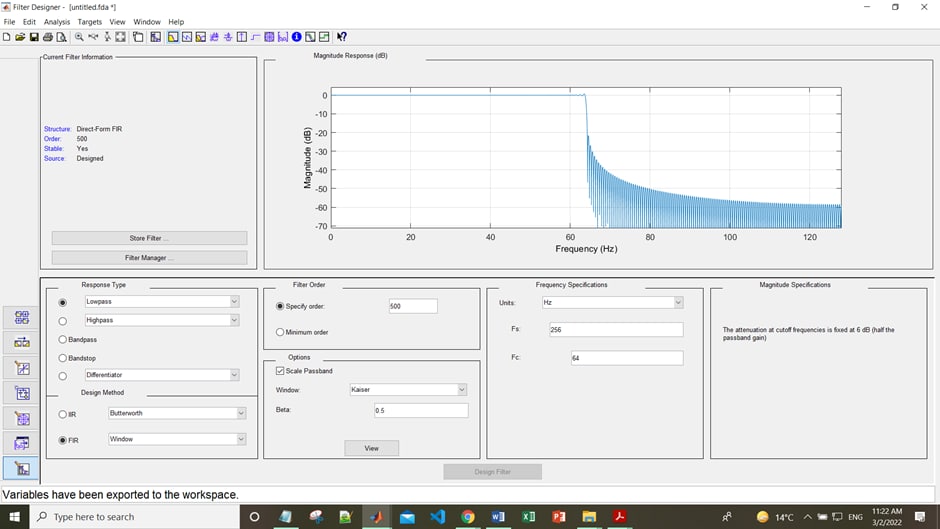 Filter Designer - [untitled.fda *]
File Edit Analysis Targets View Window Help
Current Filter Information
Structure: Direct-Form FIR
Order: 500
Stable: Yes
Source: Designed
Store Filter ...
Filter Manager ...
Magnitude Response (dB)
Magnitude (dB)
0
-10
-20
-30
-40
-50
-60
-70
0 20 40 60 80 100 120
Frequency (Hz)
Response Type
Lowpass
Highpass
Bandpass
Bandstop
Differentiator
Design Method
IIR Butterworth
FIR Window
Filter Order
Specify order: 500
Minimum order
Options
Scale Passband
Window: Kaiser
Beta: 0.5
View
Frequency Specifications
Units: Hz
Fs: 256
Fc: 64
Magnitude Specifications
The attenuation at cutoff frequencies is fixed at 6 dB (half the
passband gain)
Design Filter
Variables have been exported to the workspace.
Type here to search
14°C
ENG
11:22 AM
3/2/2022